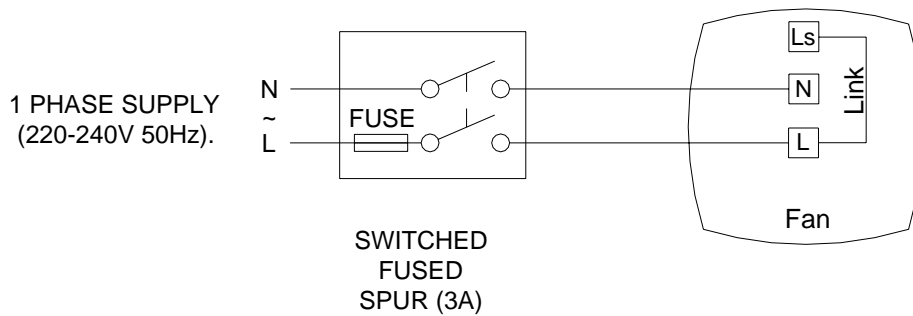 1 PHASE SUPPLY
(220-240V 50Hz).
N
~
L
FUSE
SWITCHED
FUSED
SPUR (3A)
Ls
N
L
Link
Fan